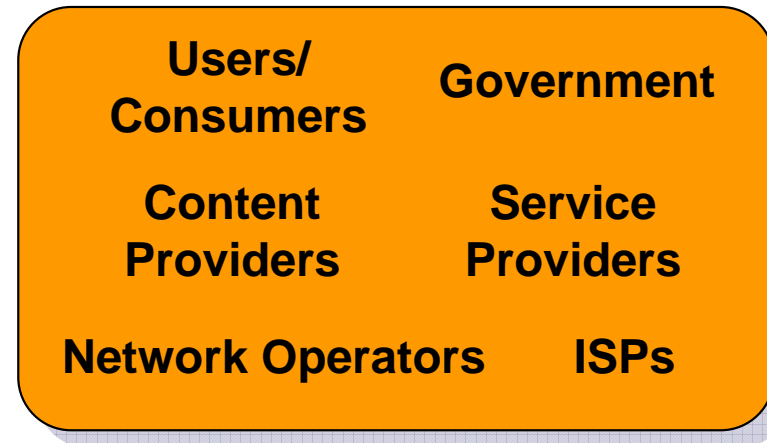 Users/
Consumers
Government
Content
Providers
Service
Providers
Network Operators
ISPs